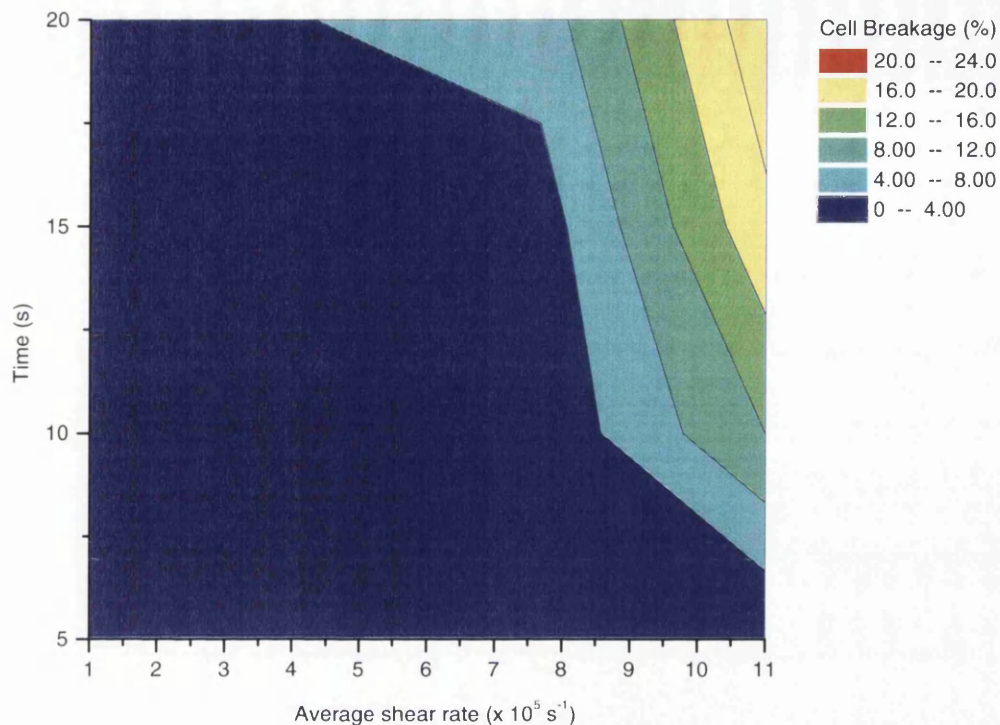 Cell Breakage (%)
20.0 -- 24.0
16.0 -- 20.0
12.0 -- 16.0
8.00 -- 12.0
4.00 -- 8.00
0 -- 4.00
20
15
10
5
Time (s)
1 2 3 4 5 6 7 8 9 10 11
Average shear rate (x 10⁵ s⁻¹)